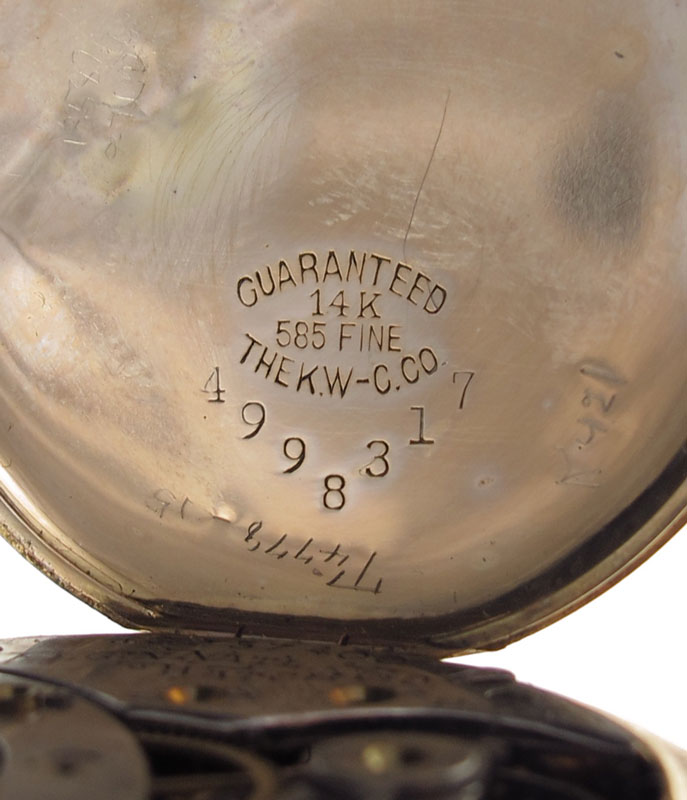 GUARANTEED
14K
585 FINE
THE K.W-C.CO.
4998317